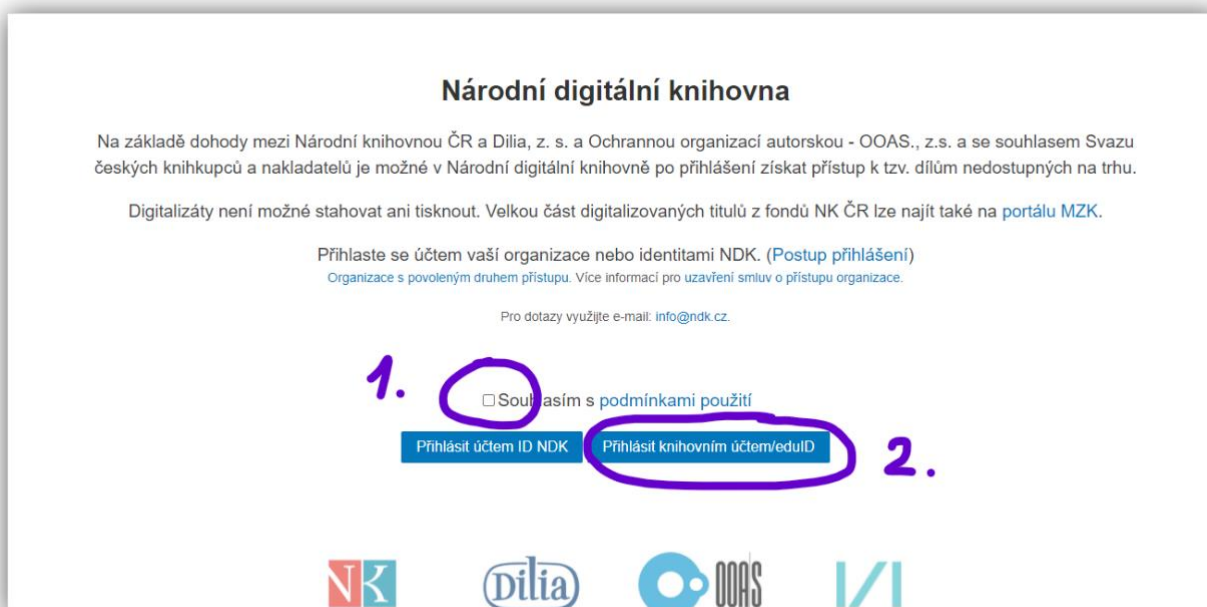 Národní digitální knihovna
Na základě dohody mezi Národní knihovnou ČR a Dilia, z. s. a Ochrannou organizací autorskou - OOAS., z.s. a se souhlasem Svazu
českých knihkupců a nakladatelů je možné v Národní digitální knihovně po přihlášení získat přístup k tzv. dílům nedostupných na trhu.
Digitalizáty není možné stahovat ani tisknout. Velkou část digitalizovaných titulů z fondů NK ČR lze najít také na portálu MZK.
Přihlaste se účtem vaší organizace nebo identitami NDK. (Postup přihlášení)
Organizace s povoleným druhem přístupu. Více informací pro uzavření smluv o přístupu organizace.
Pro dotazy využijte e-mail: info@ndk.cz.
1.
Souhlasím s podmínkami použití
Přihlásit účtem ID NDK Přihlásit knihovním účtem/eduID 2.
NK Dilia OOAS